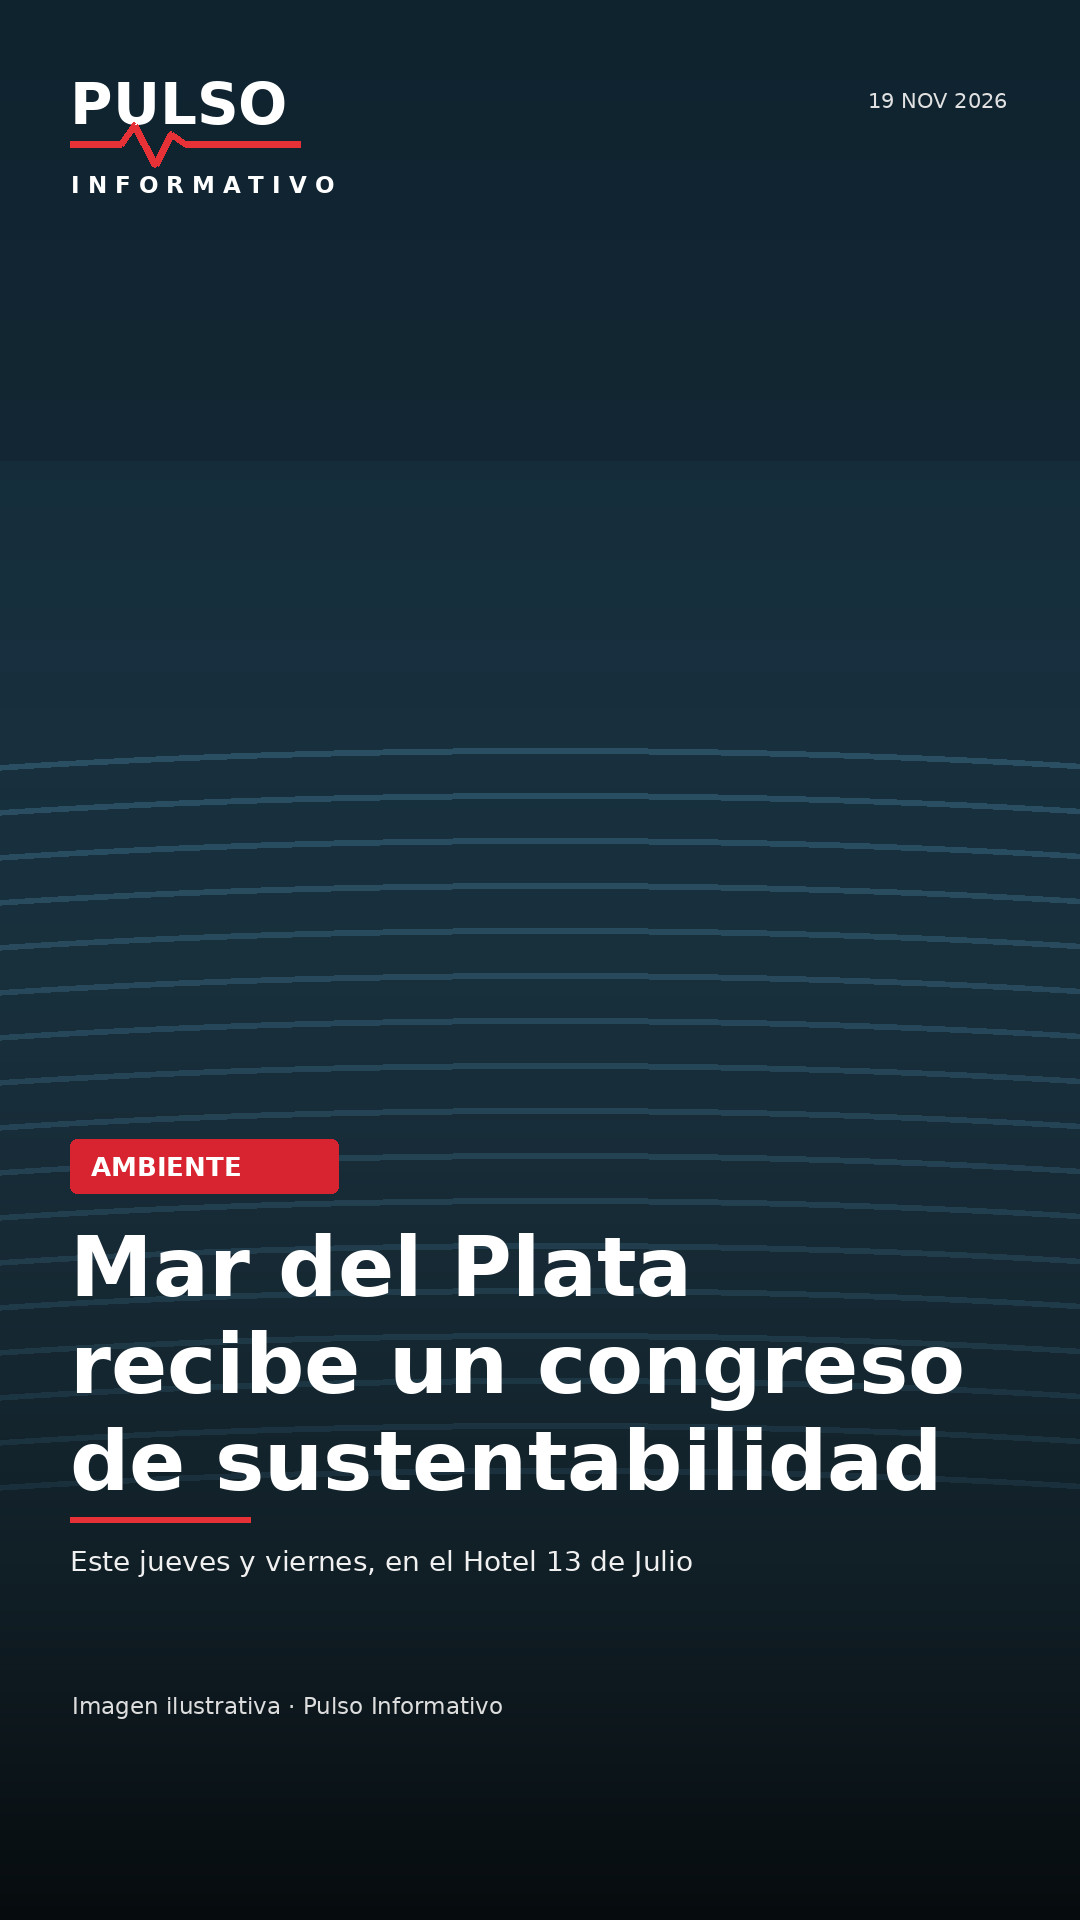 PULSO
INFORMATIVO
19 NOV 2026
AMBIENTE
Mar del Plata
recibe un congreso
de sustentabilidad
Este jueves y viernes, en el Hotel 13 de Julio
Imagen ilustrativa · Pulso Informativo